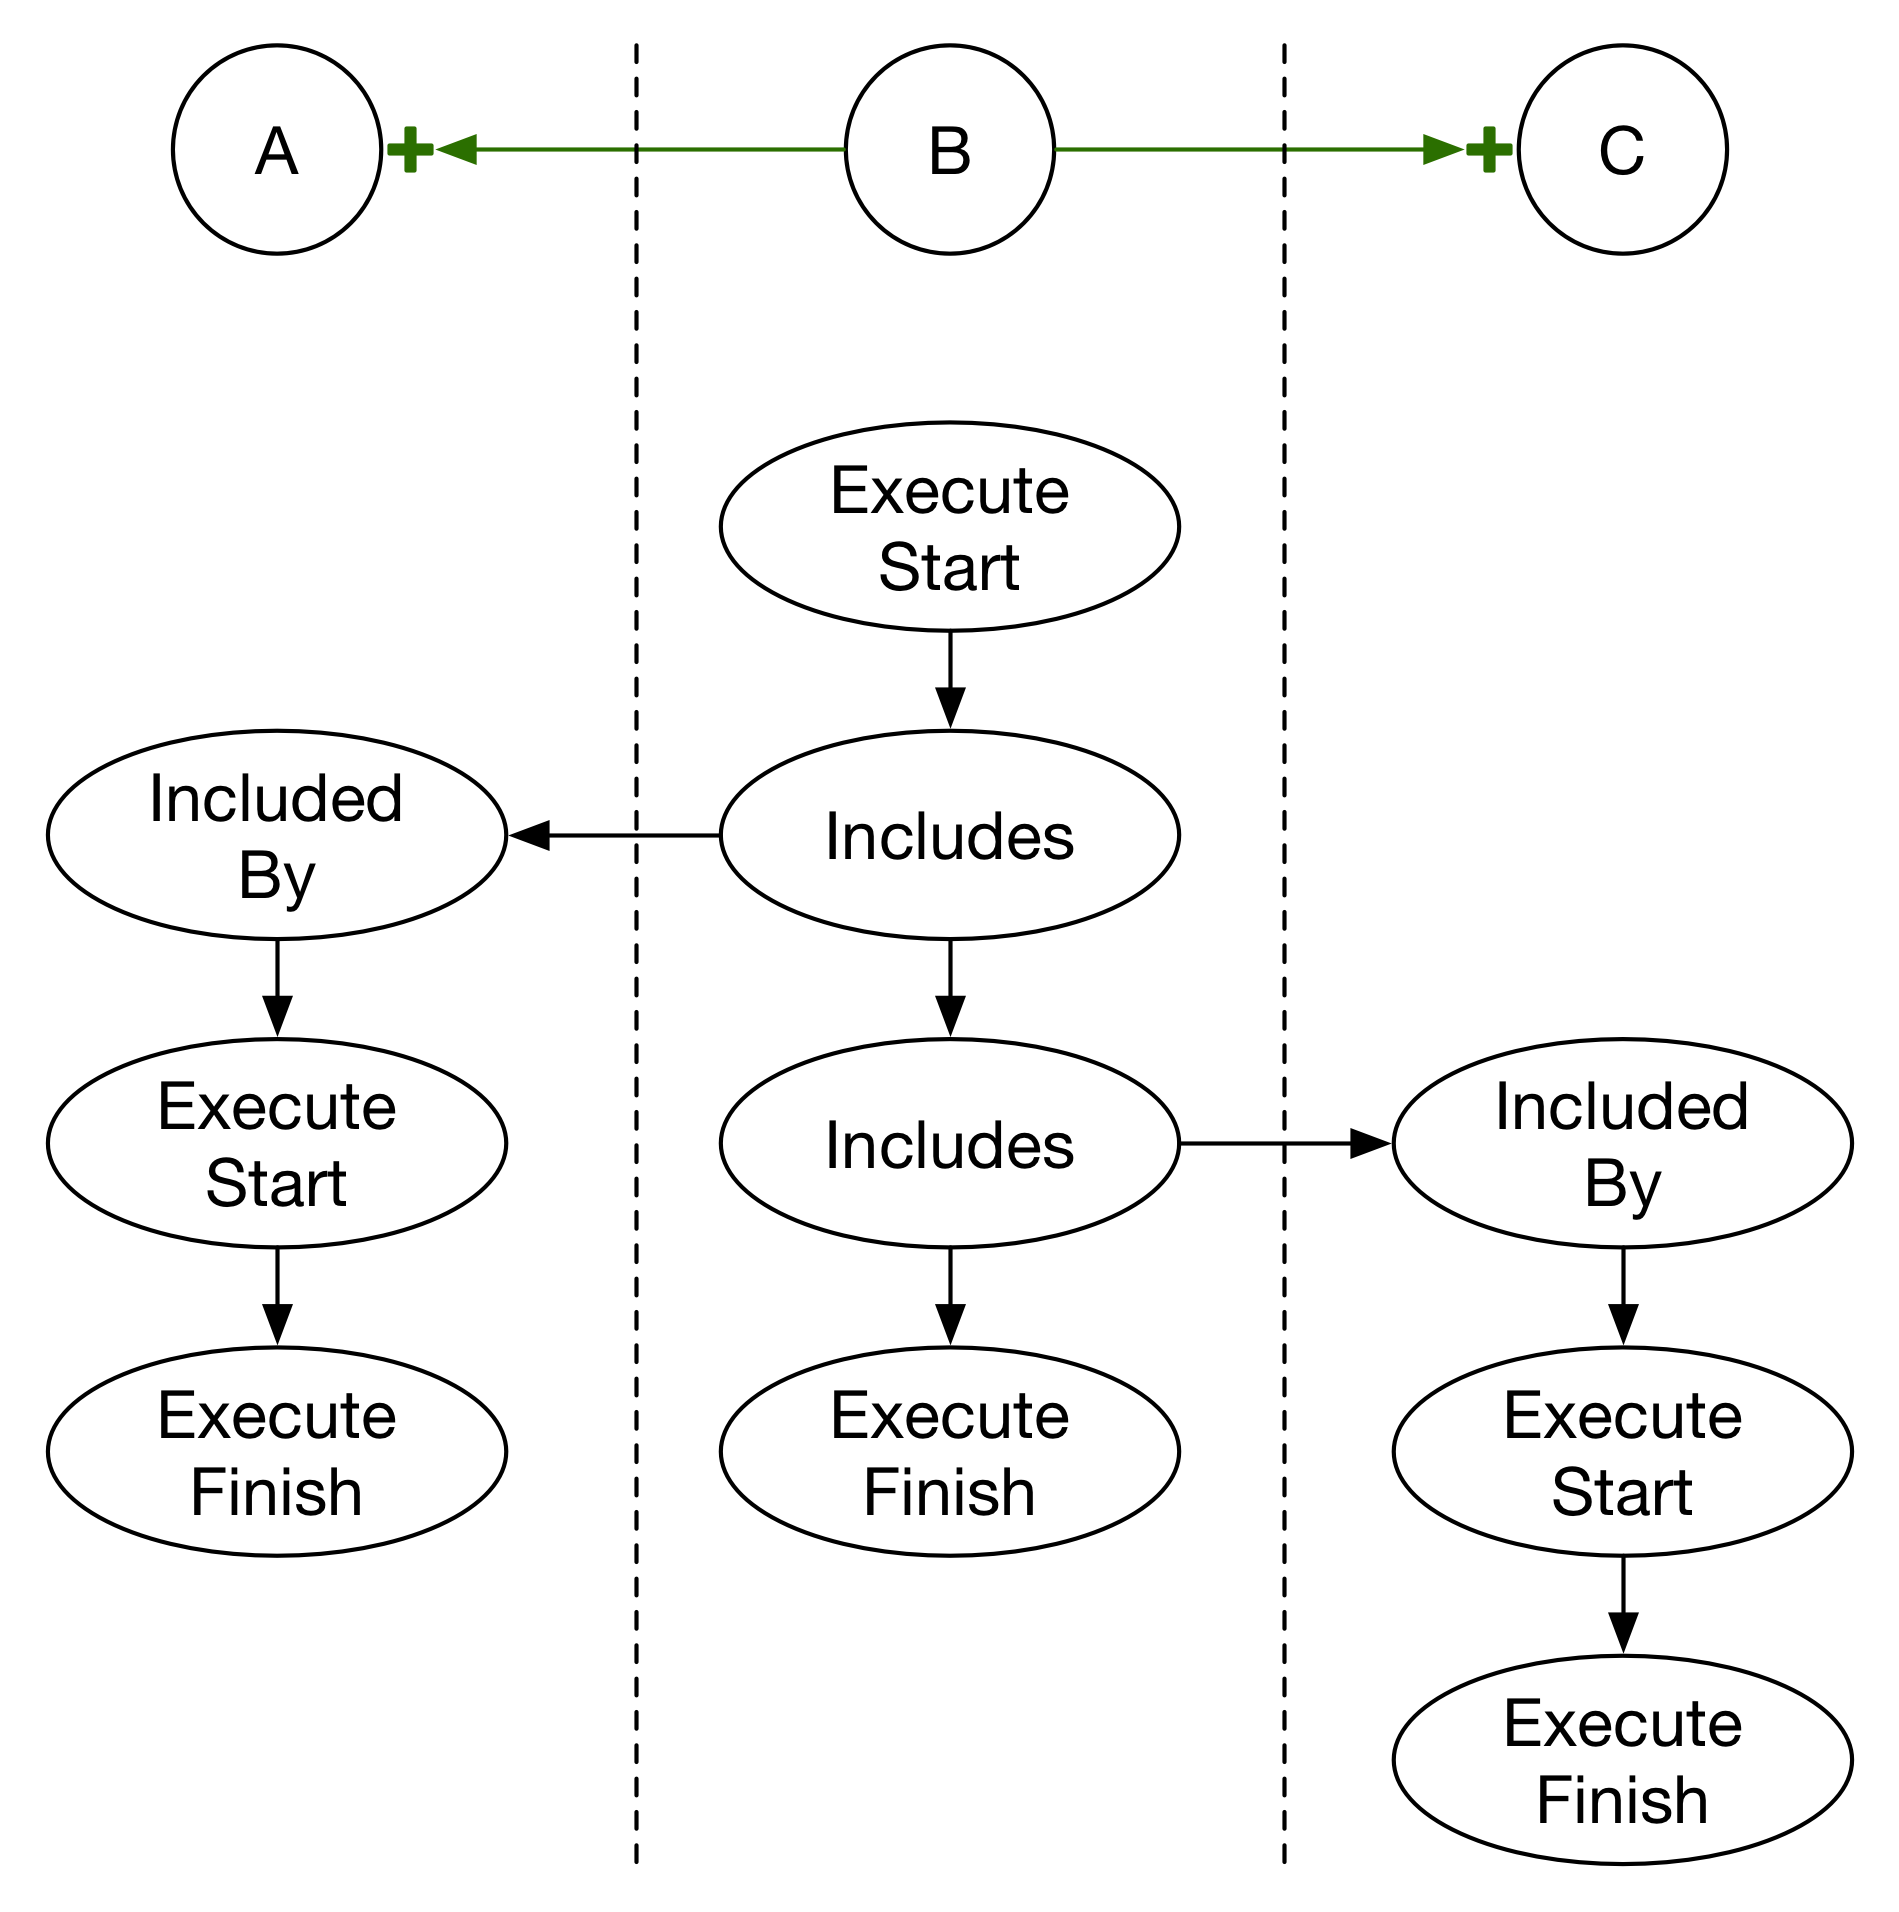 A
B
C
Execute
Start
Included
By
Includes
Execute
Start
Includes
Included
By
Execute
Finish
Execute
Finish
Execute
Start
Execute
Finish